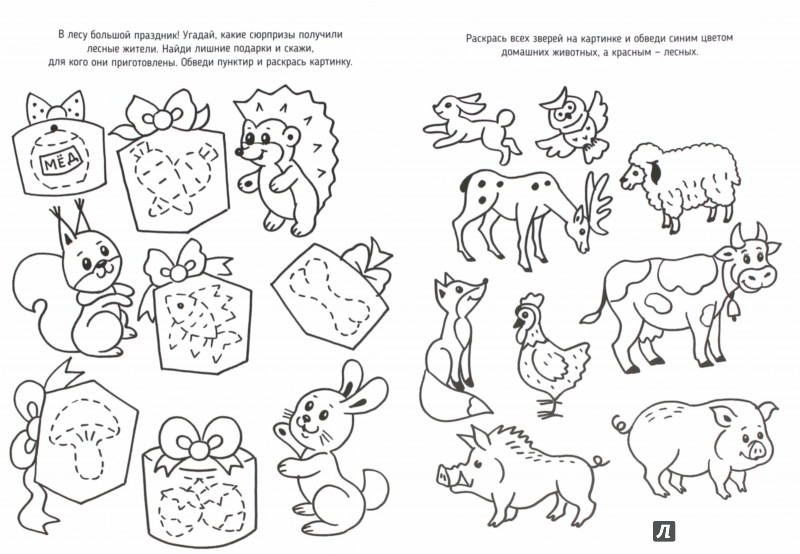 В лесу большой праздник! Угадай, какие сюрпризы получили
лесные жители. Найди лишние подарки и скажи,
для кого они приготовлены. Обведи пунктир и раскрась картинку.
МЁД
Раскрась всех зверей на картинке и обведи синим цветом
домашних животных, а красным – лесных.
Л